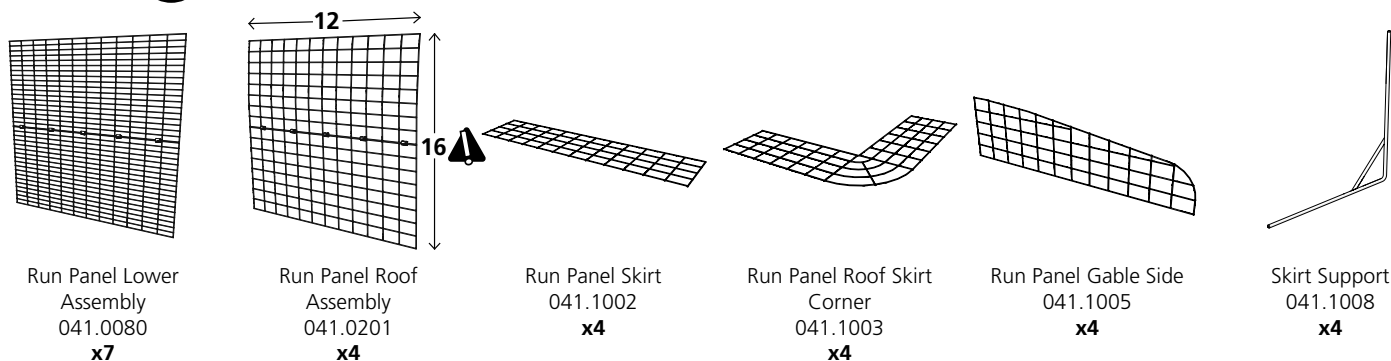 12
16
Run Panel Lower
Assembly
041.0080
x7
Run Panel Roof
Assembly
041.0201
x4
Run Panel Skirt
041.1002
x4
Run Panel Roof Skirt
Corner
041.1003
x4
Run Panel Gable Side
041.1005
x4
Skirt Support
041.1008
x4